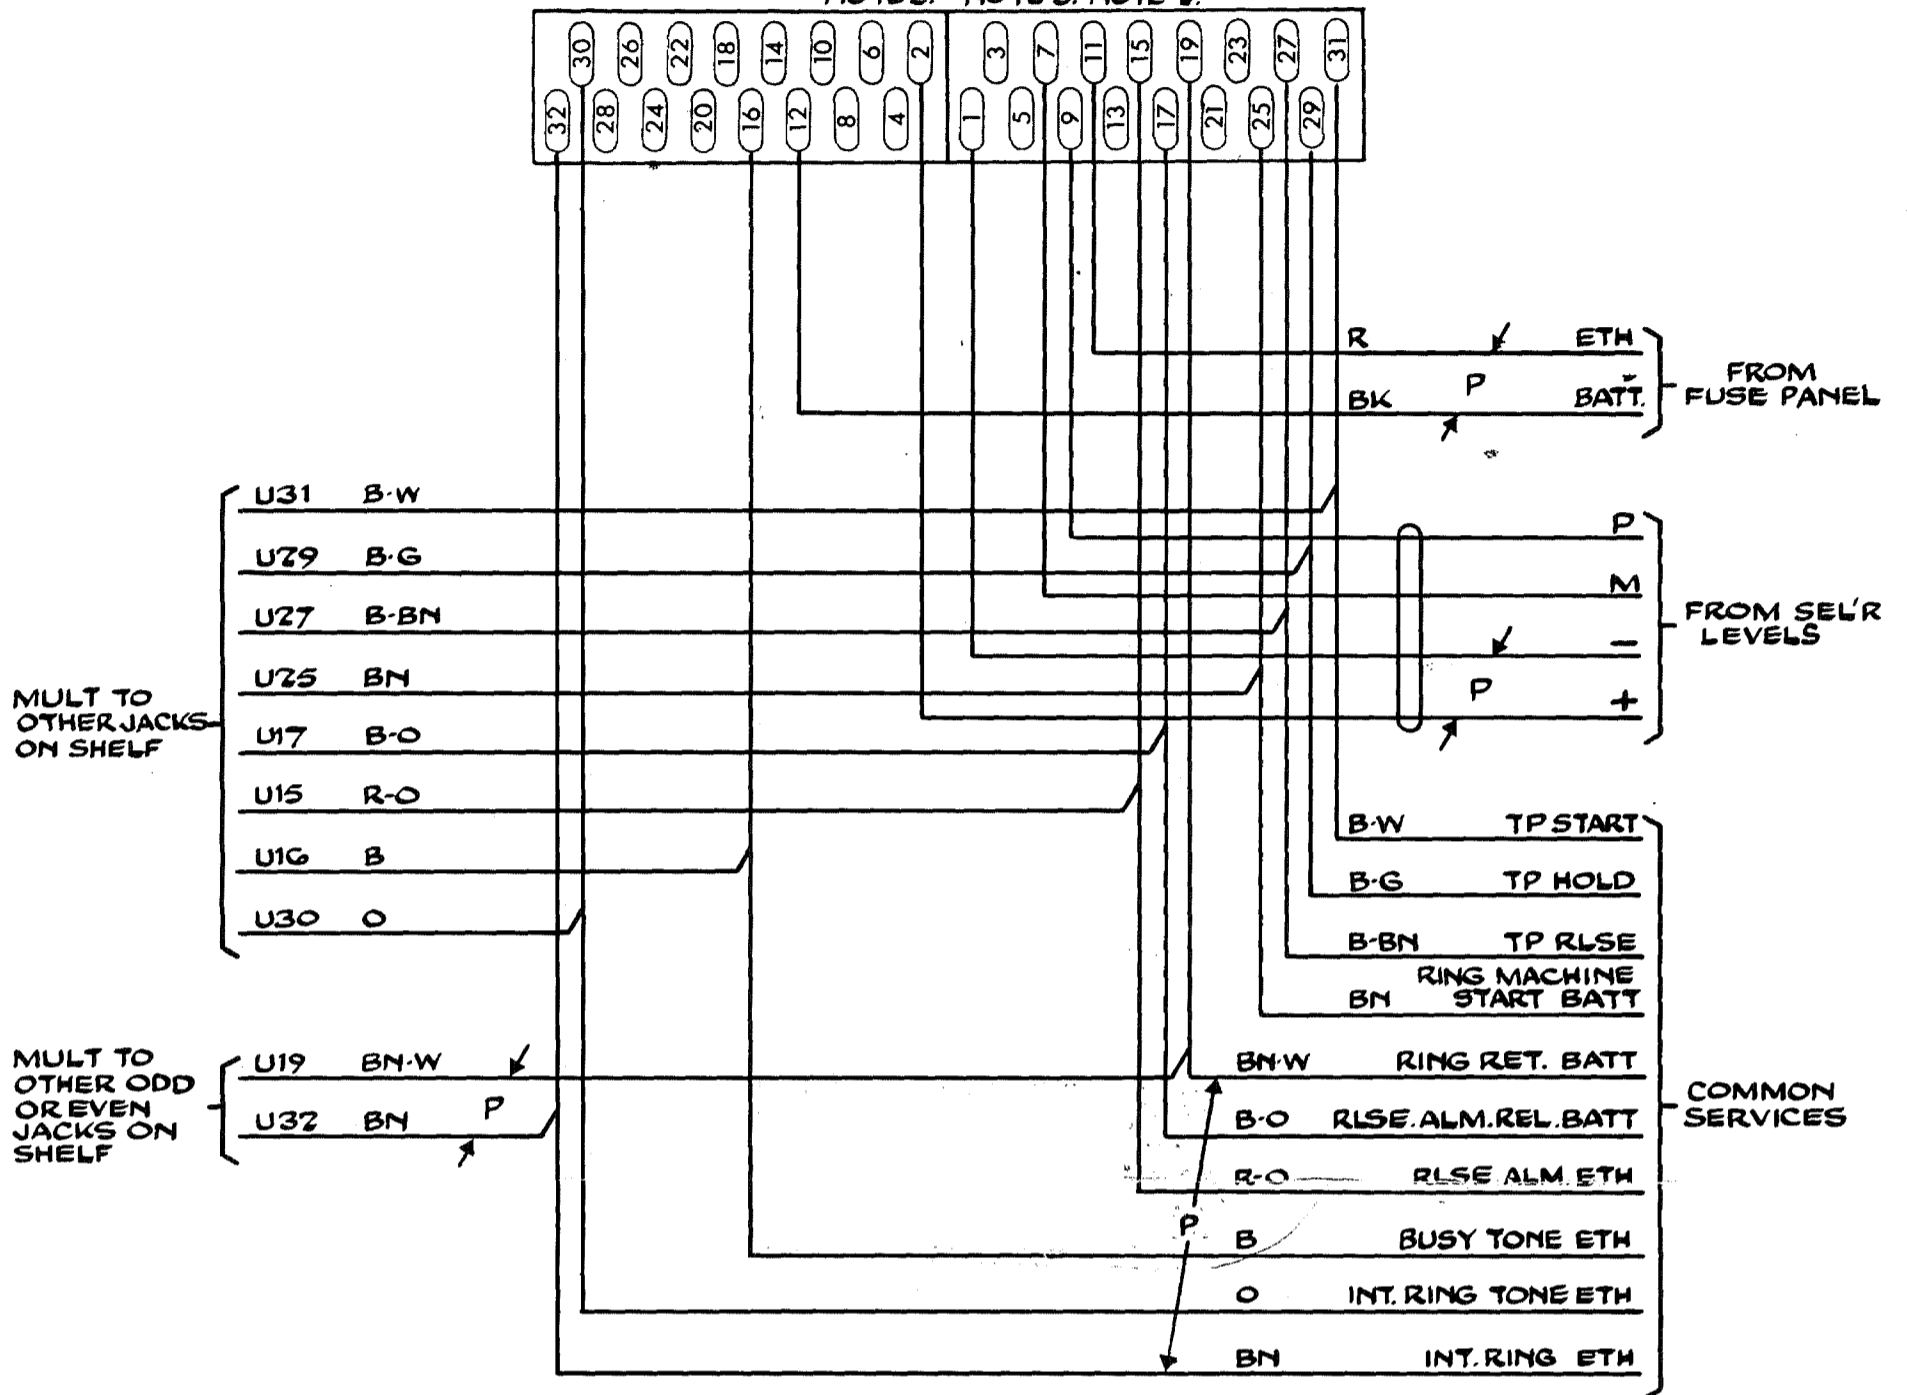 30 26 22 18 14 10 6 2 3 7 11 15 19 23 27 31
32 28 24 20 16 12 8 4 1 5 9 13 17 21 25 29
R ETH
P
BK BATT.
FROM
FUSE PANEL
U31 B-W
U29 B-G
U27 B-BN
U25 BN
U17 B-O
U15 R-O
U16 B
U30 O
MULT TO
OTHER JACKS
ON SHELF
P
M
-
P
+
FROM SEL'R
LEVELS
U19 BN-W
P
U32 BN
MULT TO
OTHER ODD
OR EVEN
JACKS ON
SHELF
B-W TP START
B-G TP HOLD
B-BN TP RLSE
RING MACHINE
BN START BATT
BN-W RING RET. BATT
B-O RLSE.ALM.REL.BATT
R-O RLSE ALM.ETH
P
B BUSY TONE ETH
O INT.RING TONE ETH
BN INT.RING ETH
COMMON
SERVICES